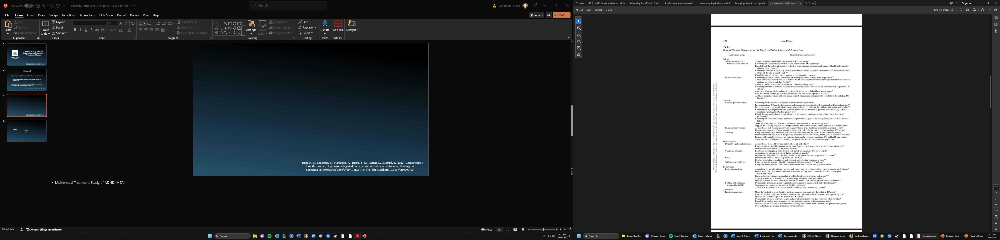 AutoSave
Off
Research Corner Feb 2024.pptx • Saved to this PC
Search
Jonathan Larson
File
Home
Insert
Draw
Design
Transitions
Animations
Slide Show
Record
Review
View
Help
Record
Share
Paste
Cut
Copy
Format Painter
Clipboard
New
Slide
Layout
Reset
Section
Slides
24
Font
Text Direction
Align Text
Convert to SmartArt
Paragraph
Arrange
Quick
Styles
Shape Fill
Shape Outline
Shape Effects
Drawing
Find
Replace
Select
Editing
Dictate
Voice
Add-ins
Add-ins
Designer
1
Competencies for the Practice of
Pediatric Integrated Primary Care:
A Continuum of Training
2
Background
3
4
Education
Ham, H. L., Lancaster, B., Maragakis, A., Harris, S. D., Turnier, L., & Bruni, T. (2022). Competencies
form the practice of pediatric integrated primary care: A continuum of training. Training and
Education in Professional Psychology, 16(2), 190–196. https://doi.org/10.1037/tep0000405
• Multimodal Treatment Study of ADHD (MTA)
Slide 3 of 4
Accessibility: Investigate
Notes
111%
Search
12:21 AM
2/4/2024
Menu
CAPS for asian, latino, and white...
Enhancing_RacialEthnic_Equity...
Psychotherapy outcomes with L...
Comparing Psychotherapeutic T...
Emerging-Hispanic-Serving-Insti...
Competencies for the pr...
Create
Sign in
All tools
Edit
Convert
E-Sign
Find text or tools
192
HAM ET AL.
Table 1
Essential Training Components for the Practice of Pediatric Integrated Primary Care
Competency groups
Essential training components
Science
Science related to the
biopsychosocial approach
Values a scientific foundation in the practice of IPC psychology
Knowledge of evidence-based practice and its application to IPC psychology
Knowledge of the biological, cognitive, affective, behavioral, and developmental aspects of health and illness for
children and adolescents
Knowledge of the role of social (e.g., family, sociocultural, socioeconomic) and environmental variables on health and
illness of children and adolescents
Knowledge of epidemiology, public services, and health policy research
Research/evaluation
Knowledge of how to conduct research in IPC settings to address clinical pediatric problems
Applies appropriate research methods to increase the IPC knowledge base while maintaining minimal risk to vulnerable
pediatric participants and their families
Ability to conduct research in the context of an interdisciplinary team
Knowledge about brief and valid measures for conducting research and evaluating clinical activity in pediatric IPC
settings
Awareness of the principles and practices of quality improvement in healthcare organizations
Uses information technology to assess patient outcomes and facilitate program evaluation
Ability to critically evaluate and disseminate research findings and implications to contribute to the pediatric IPC
literature
Systems
Leadership/administration
Knowledge of the mission and structure of the healthcare organization
Promotes pediatric IPC practice development and management across the clinical, operational, and financial domains
Develops and supports organizational change to optimize service delivery for children, adolescents, and families
Knowledge of legal requirements and mandates relevant to the treatment of pediatric populations (e.g., HIPAA,
mandated reporting, IDEA, child custody law)
Knowledge and application of organizational policies regarding employment as a pediatric behavioral health
professional
Knowledge of healthcare business principles and procedures (e.g., financial management, fee collection, insurance
billing)
Seeks leadership roles and demonstrate effective communication within leadership roles
Supports IPC training programs and interprofessional education at the institutional, regional, and national levels
Interdisciplinary systems
Acknowledges that pediatric primary care occurs within a larger healthcare community and social context
Demonstrates awareness of the overlapping and separate roles of team members in the pediatric IPC setting
Advocacy
Recognizes the effect of healthcare policy on child and adolescent health and illness within IPC settings
Identifies the health care needs of the pediatric population within care delivery, funding, and allocation of resources
Interacts with multiple systems to advocate and inform policy relevant to pediatric IPC and health care settings
Advocates for increasing research, training, and practice for IPC within professional psychology
Professionalism
Diversity, equity, and inclusion
Acknowledges the worldview and culture of oneself and others
Recognizes the relationship between sociocultural factors on health and illness of children and adolescents
Demonstrates appreciation and respect of diversity
Values and attitudes
Reinforces and strengthens one's professional identity as a pediatric IPC psychologist
Appreciates the primary care setting during professional practice
Demonstrates adaptability and flexibility within the fast-paced, demanding pediatric IPC culture
Ethics
Identifies ethical issues unique to pediatric IPC practice
Displays knowledge of legal issues and policies involved within healthcare systems
Self-assessment/self-care
Recognizes the importance of health professional self-assessment in IPC settings
Recognizes the importance of self-care of behavioral health clinicians and physicians in IPC
Relationships
Interprofessionalism
Appreciates the interdisciplinary team approach to care and the unique contributions of health care professionals
Fosters respect for the complex issues that arise when working with children and families on managing
health and illness
Forms collaborative interprofessional relationships based on shared values and respect
Actively assesses team dynamics and supports improvement of team functioning
Displays interpersonal skills, sensitivity, and self-awareness when interacting with diverse individuals
Building and sustaining
relationships in IPC
Demonstrates concise, clear, and respectful communication to patients, staff, and other clinicians
Sets appropriate boundaries for patients, families, and teams
Assists with the resolution of conflict between clinicians, staff, patients, and systems
Application
Practice management
Meets the needs of patients, families, and team members consistent with the pediatric IPC model
Considers level of integration, resources available, and time constraints of the setting when providing care
Displays an ability to adapt to the pace of the IPC setting
Demonstrates ability to interview, assess, and provide intervention simultaneously with other providers
Knowledge regarding how payment for service influences services and treatments provided
Maintains patient confidentiality when communicating about patient needs, research, and practice management
Uses technology and systems to facilitate service delivery
This document is copyrighted by the American Psychological Association or one of its allied publishers.
This article is intended solely for the personal use of the individual user and is not to be disseminated broadly.
192
7
Search
E:\Jonathan 1...
@shiver - Disc...
Spotify Premi...
Inbox - jmlars...
notes 1_31.do...
Document1 -...
jlarson dissert...
2023HSI_Quic...
Hispanic-Serv...
epidemiology...
Competencie...
Research Cor...
Research Cor...
12:21 AM
2/4/2024